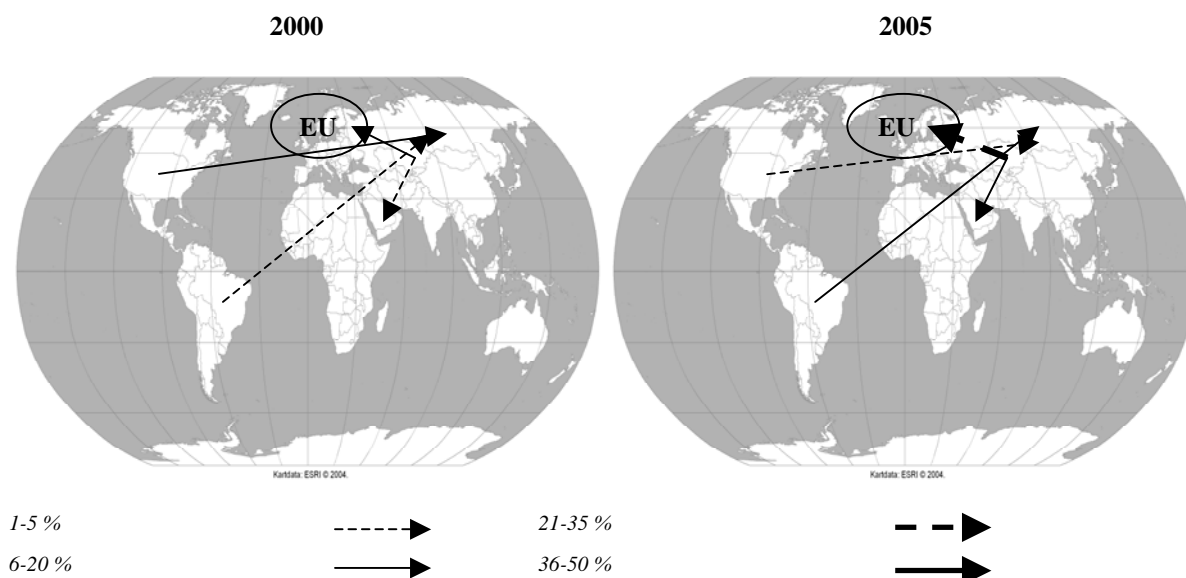 2000
2005
EU
EU
Kartdata: ESRI © 2004.
Kartdata: ESRI © 2004.
1-5 %
21-35 %
6-20 %
36-50 %